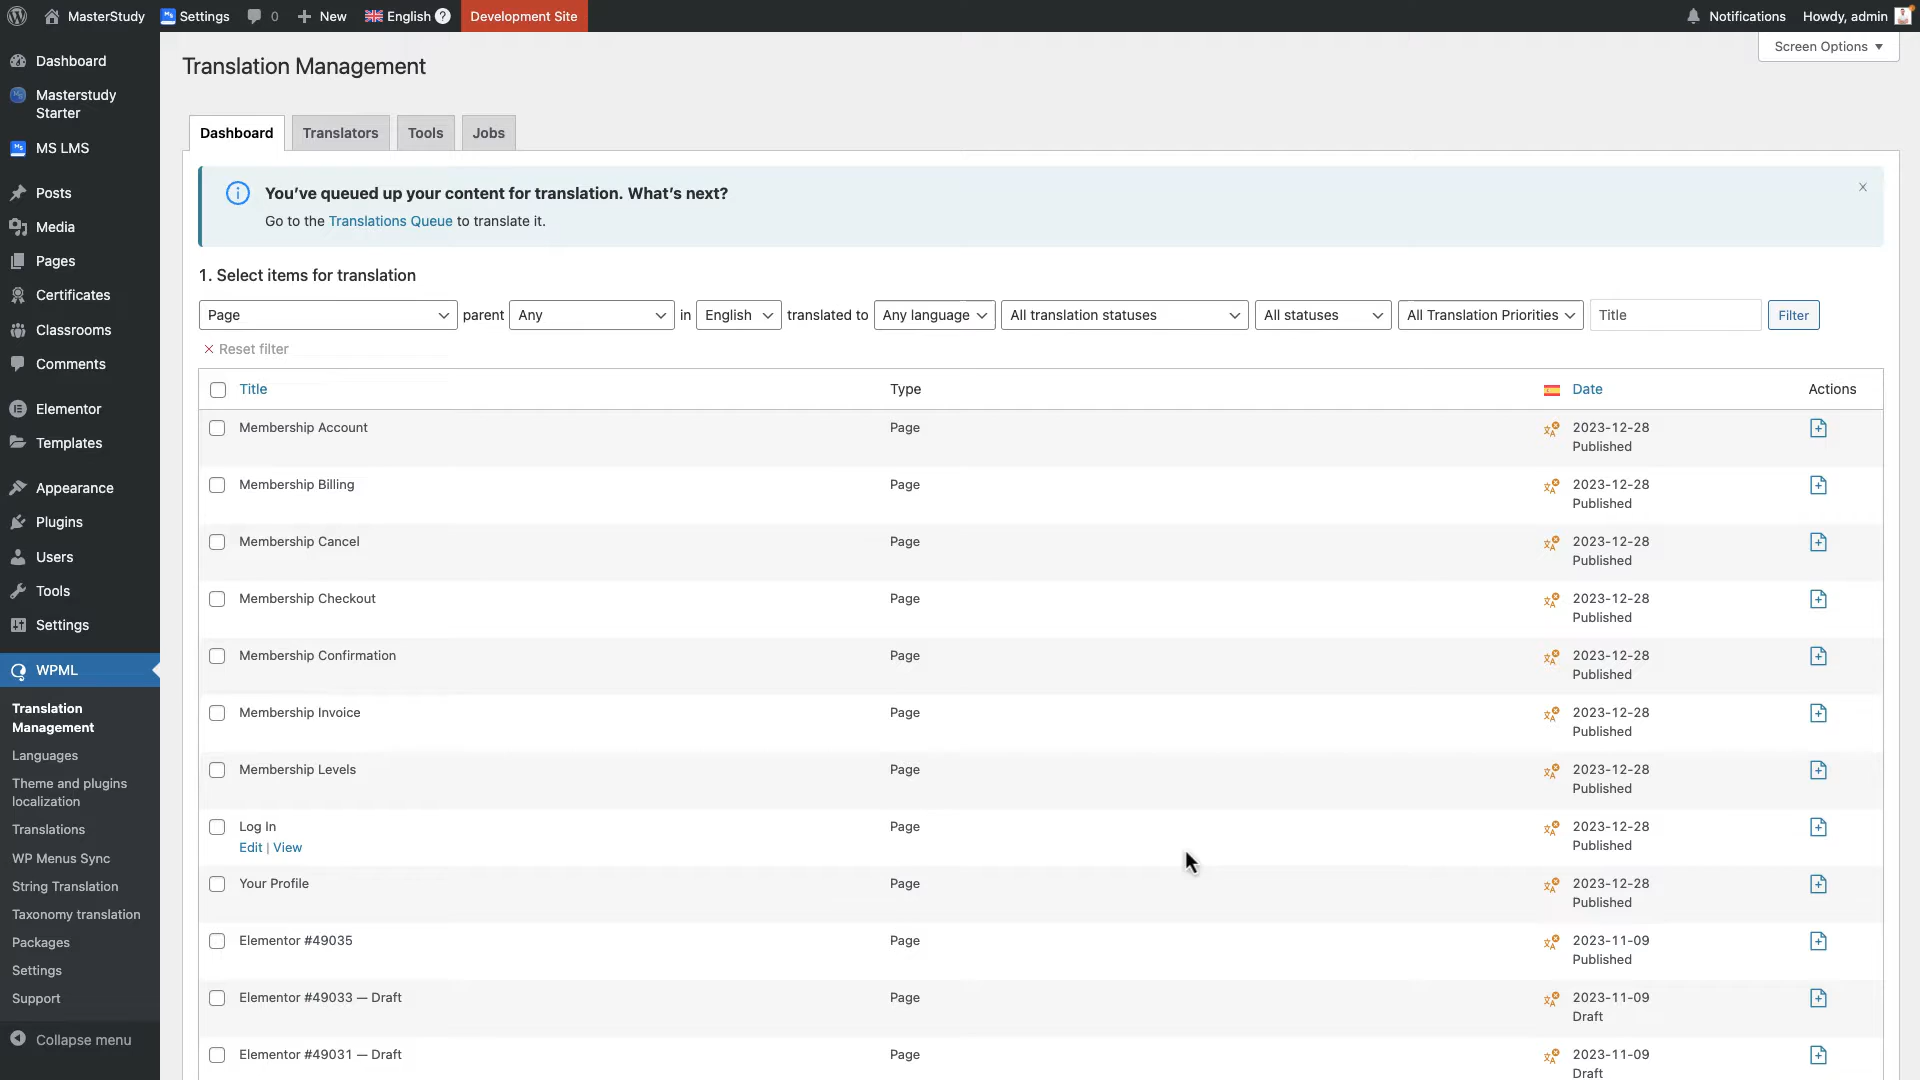 MasterStudy Settings 0 New English ? Development Site Notifications Howdy, admin
Screen Options
Dashboard
Masterstudy
Starter
MS LMS
Posts
Media
Pages
Certificates
Classrooms
Comments
Elementor
Templates
Appearance
Plugins
Users
Tools
Settings
WPML
Translation
Management
Languages
Theme and plugins
localization
Translations
WP Menus Sync
String Translation
Taxonomy translation
Packages
Settings
Support
Collapse menu
Translation Management
Dashboard Translators Tools Jobs
You’ve queued up your content for translation. What’s next?
Go to the Translations Queue to translate it.
1. Select items for translation
Page parent Any in English translated to Any language All translation statuses All statuses All Translation Priorities Title Filter
Reset filter
Title Type Date Actions
Membership Account Page 2023-12-28
Published
Membership Billing Page 2023-12-28
Published
Membership Cancel Page 2023-12-28
Published
Membership Checkout Page 2023-12-28
Published
Membership Confirmation Page 2023-12-28
Published
Membership Invoice Page 2023-12-28
Published
Membership Levels Page 2023-12-28
Published
Log In Page 2023-12-28
Edit | View Published
Your Profile Page 2023-12-28
Published
Elementor #49035 Page 2023-11-09
Published
Elementor #49033 — Draft Page 2023-11-09
Draft
Elementor #49031 — Draft Page 2023-11-09
Draft